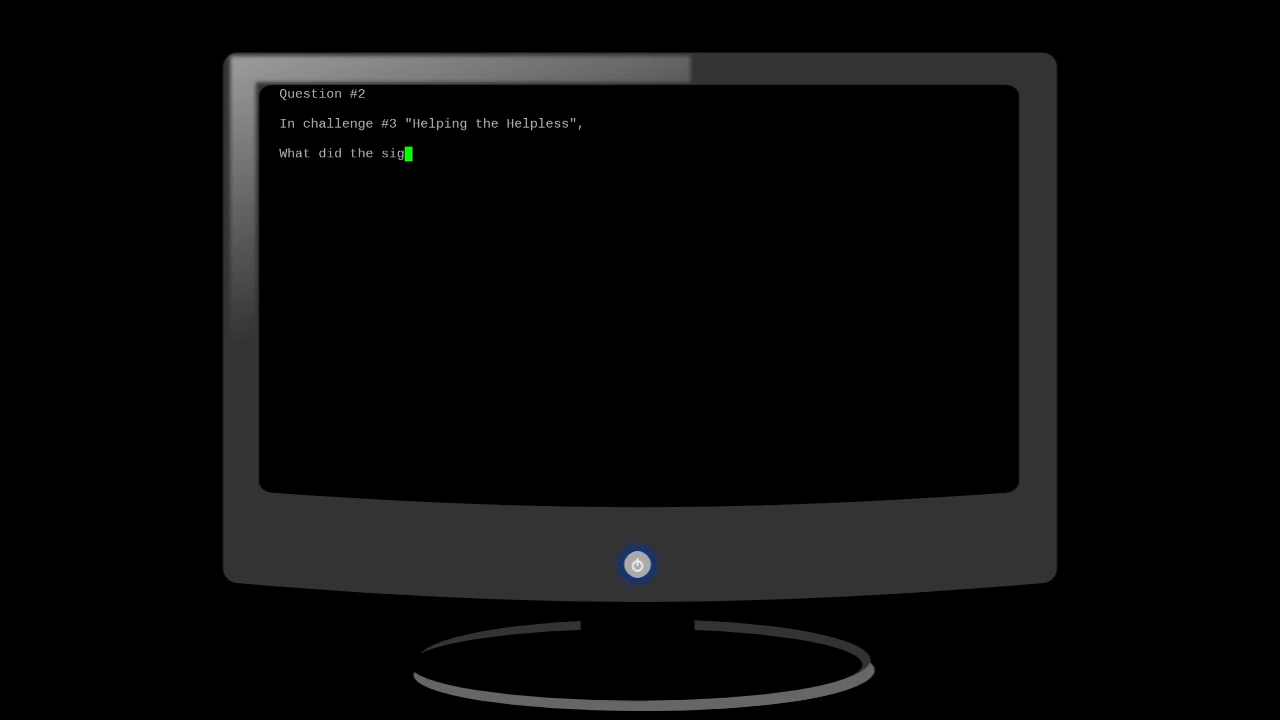 Question #2
In challenge #3 "Helping the Helpless",
What did the sig